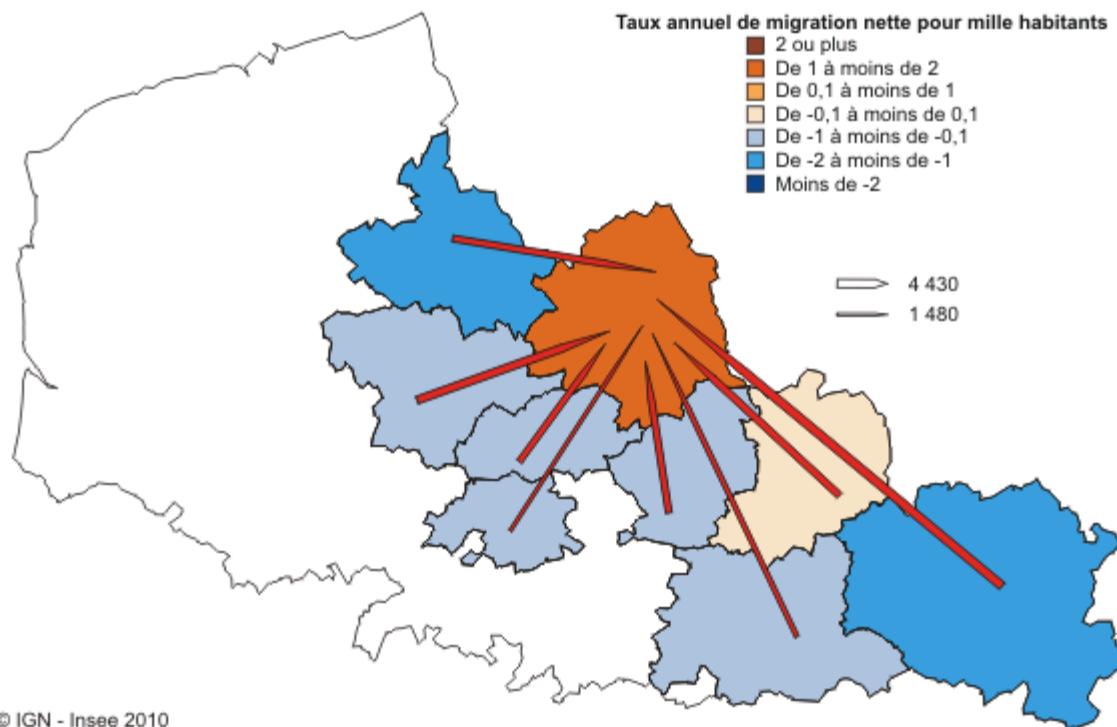 Taux annuel de migration nette pour mille habitants
2 ou plus
De 1 à moins de 2
De 0,1 à moins de 1
De -0,1 à moins de 0,1
De -1 à moins de -0,1
De -2 à moins de -1
Moins de -2
4 430
1 480
© IGN - Insee 2010